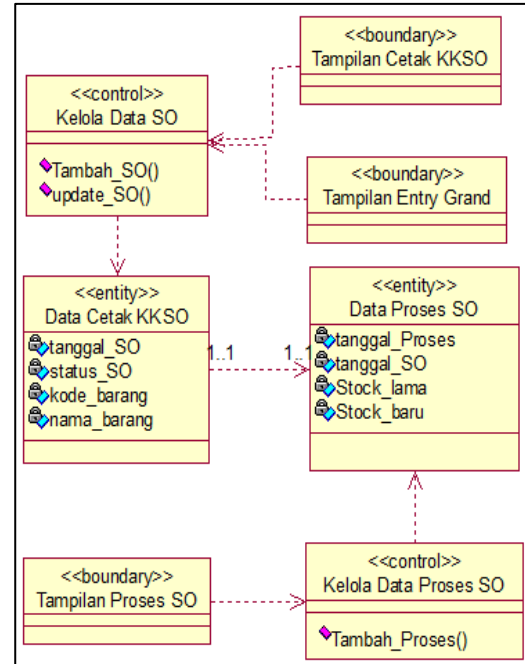 <<boundary>>
Tampilan Cetak KKSO
<<control>>
Kelola Data SO
Tambah_SO()
update_SO()
<<boundary>>
Tampilan Entry Grand
<<entity>>
Data Cetak KKSO
tanggal_SO
status_SO
kode_barang
nama_barang
1..1
1..1
<<entity>>
Data Proses SO
tanggal_Proses
tanggal_SO
Stock_lama
Stock_baru
<<boundary>>
Tampilan Proses SO
<<control>>
Kelola Data Proses SO
Tambah_Proses()